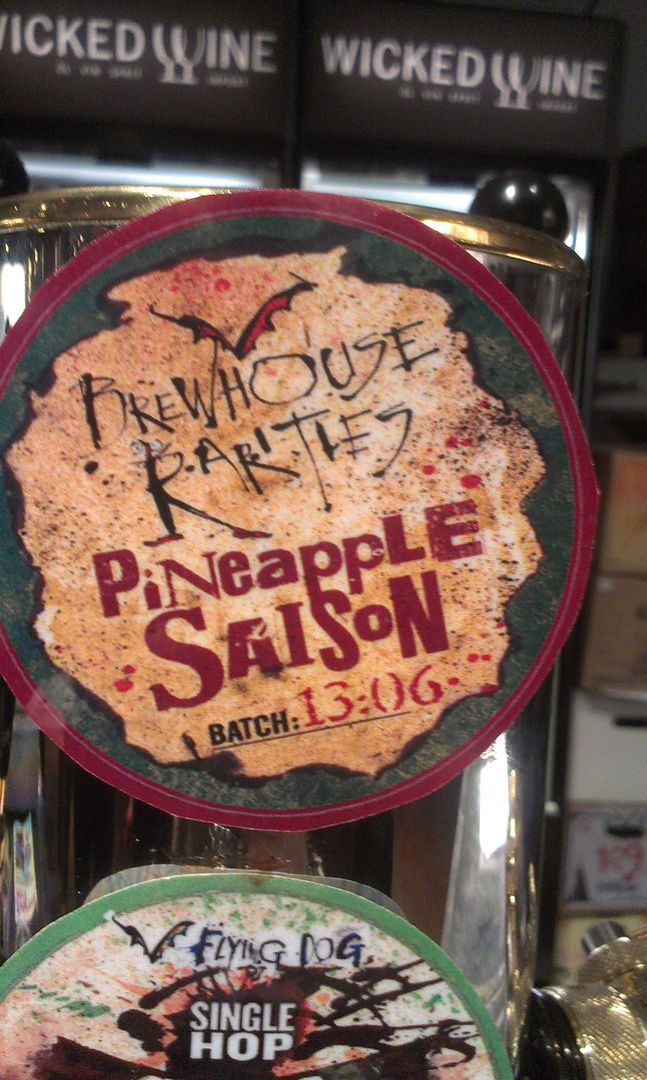 WICKED WINE
WICKED WINE
BREWHOUSE
RARITIES
PiNeappLE
SAISoN
BATCH: 13:06
FLYING DOG
SINGLE
HOP